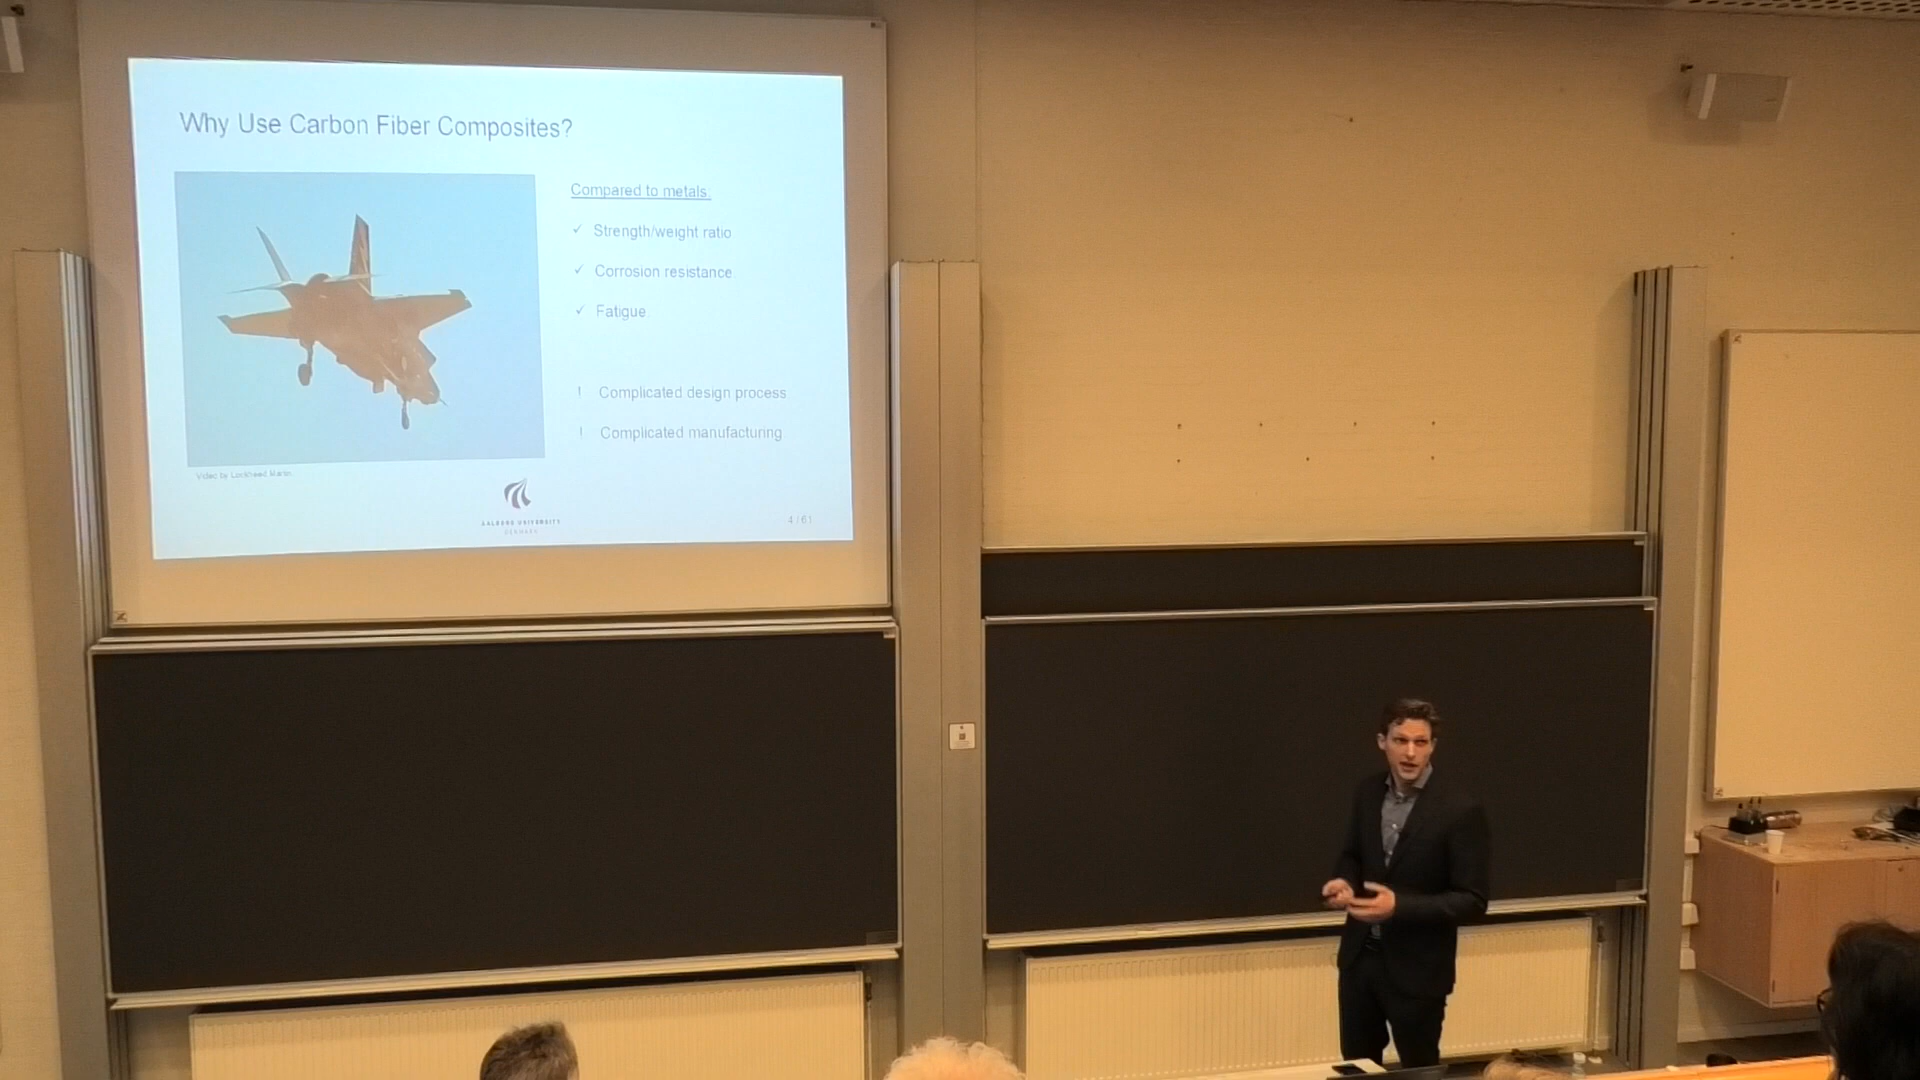 Why Use Carbon Fiber Composites?
Compared to metals:
✓ Strength/weight ratio
✓ Corrosion resistance
✓ Fatigue
! Complicated design process
! Complicated manufacturing
Video by Lockheed Martin
AALBORG UNIVERSITY
DENMARK
4 / 61